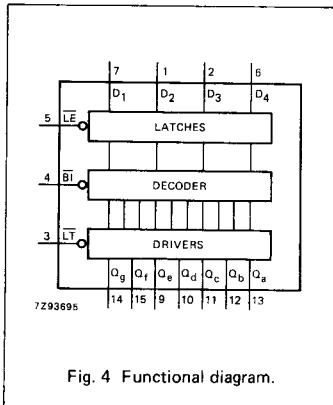 7 1 2 6
D1 D2 D3 D4
5 LE LATCHES
4 BI DECODER
3 LT DRIVERS
Qg Qf Qe Qd Qc Qb Qa
14 15 9 10 11 12 13
7Z93695
Fig. 4 Functional diagram.